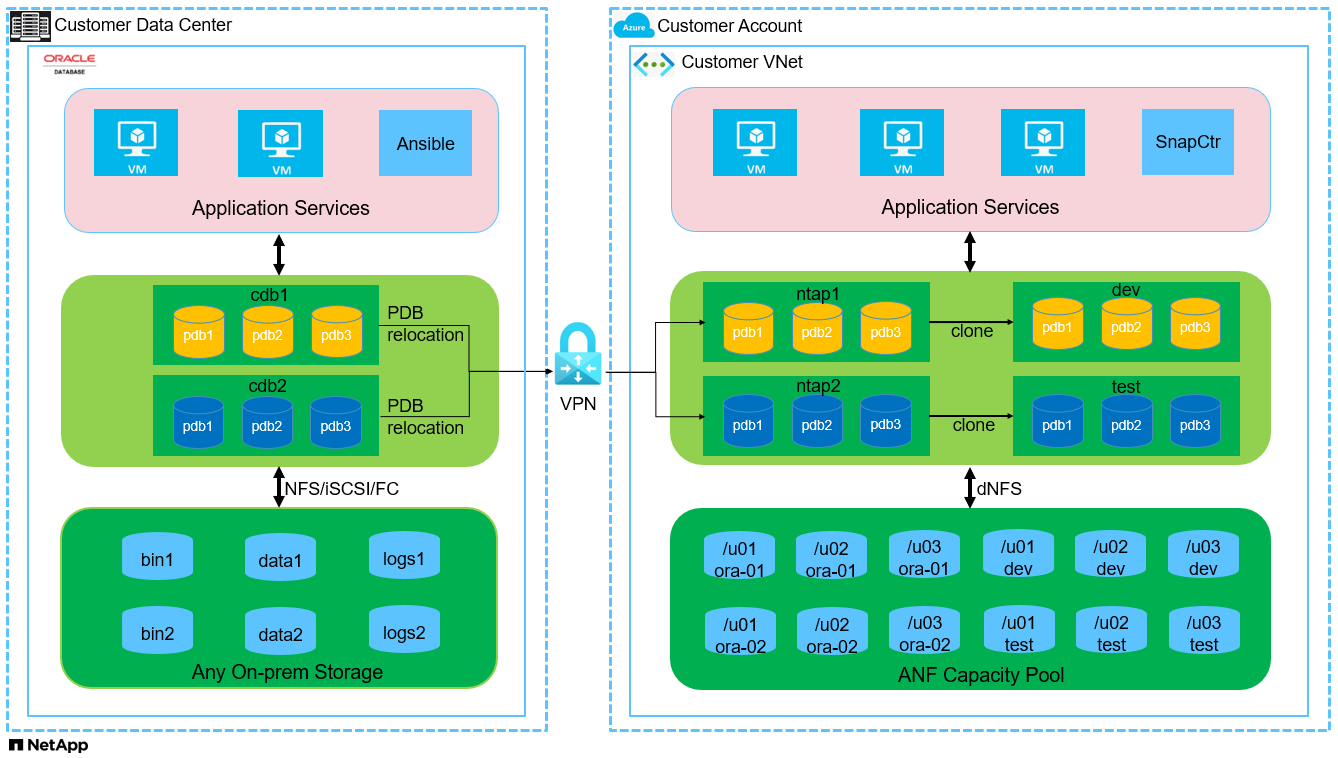 Customer Data Center
ORACLE
DATABASE
VM
VM
Ansible
Application Services
cdb1
pdb1
pdb2
pdb3
PDB
relocation
cdb2
pdb1
pdb2
pdb3
PDB
relocation
NFS/iSCSI/FC
bin1
data1
logs1
bin2
data2
logs2
Any On-prem Storage
VPN
Azure
Customer Account
Customer VNet
VM
VM
VM
SnapCtr
Application Services
ntap1
pdb1
pdb2
pdb3
clone
dev
pdb1
pdb2
pdb3
ntap2
pdb1
pdb2
pdb3
clone
test
pdb1
pdb2
pdb3
dNFS
/u01
ora-01
/u02
ora-01
/u03
ora-01
/u01
dev
/u02
dev
/u03
dev
/u01
ora-02
/u02
ora-02
/u03
ora-02
/u01
test
/u02
test
/u03
test
ANF Capacity Pool
NetApp